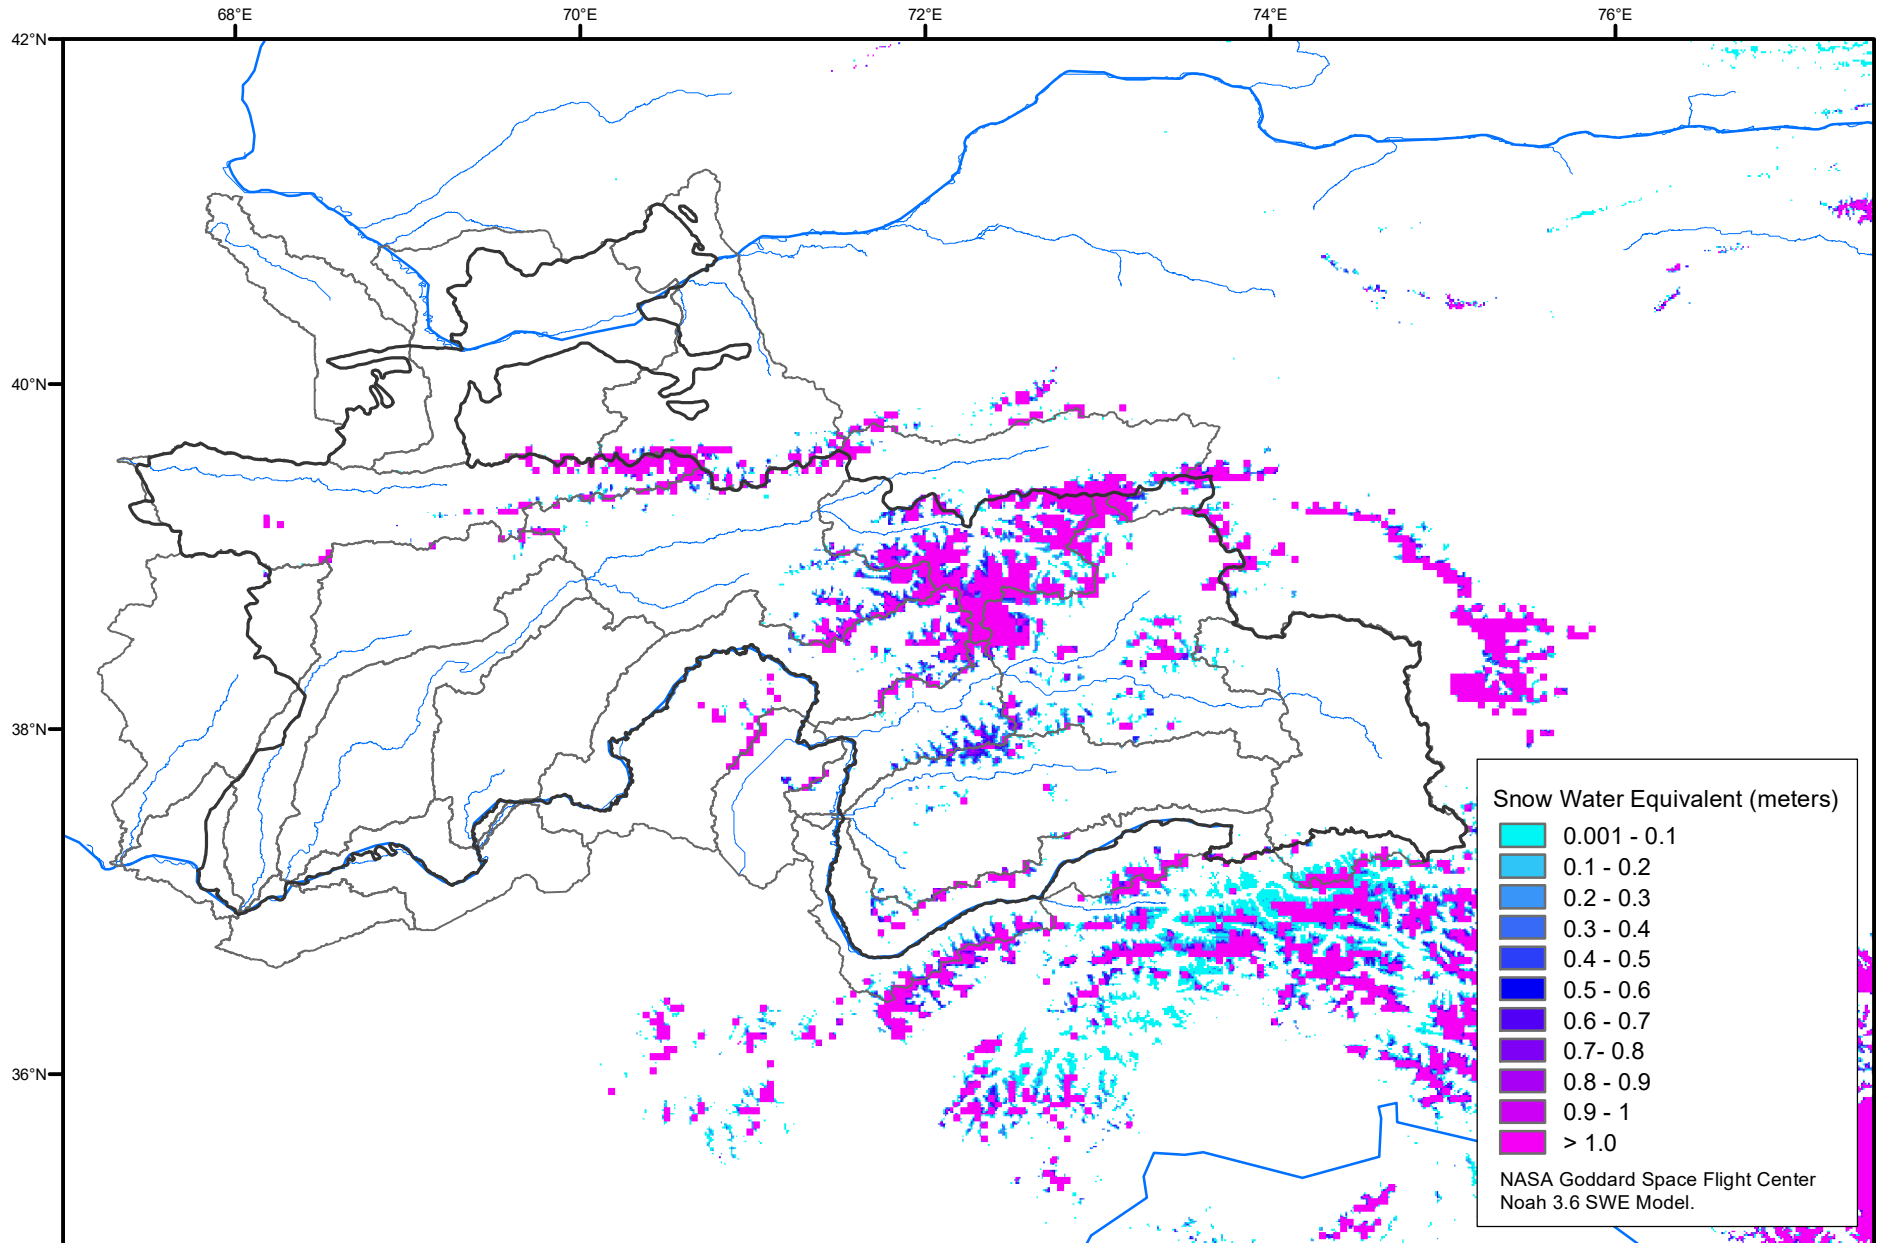 68°E 70°E 72°E 74°E 76°E
42°N
40°N
38°N
36°N
Snow Water Equivalent (meters)
0.001 - 0.1
0.1 - 0.2
0.2 - 0.3
0.3 - 0.4
0.4 - 0.5
0.5 - 0.6
0.6 - 0.7
0.7- 0.8
0.8 - 0.9
0.9 - 1
> 1.0
NASA Goddard Space Flight Center
Noah 3.6 SWE Model.